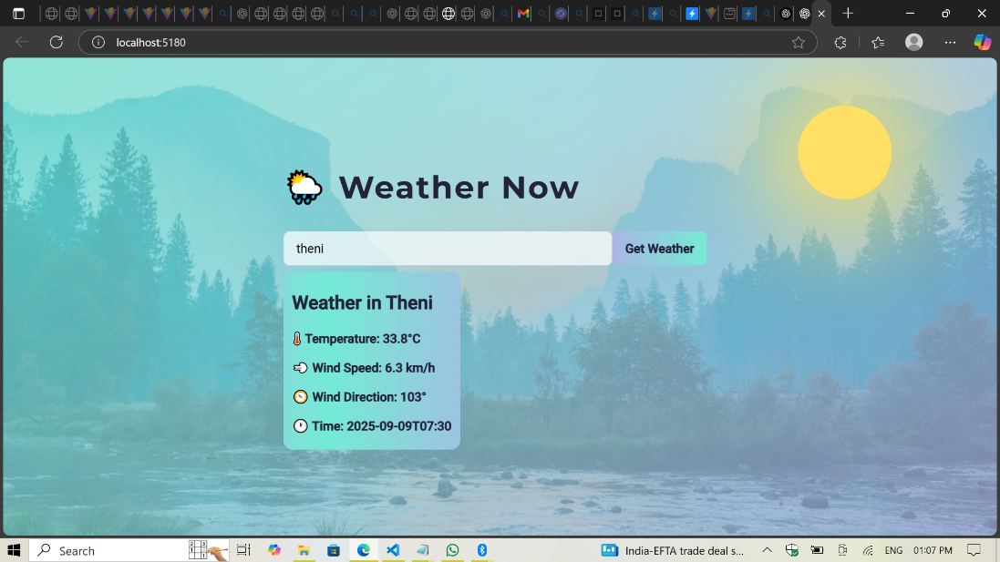 localhost:5180
Weather Now
theni
Get Weather
Weather in Theni
Temperature: 33.8°C
Wind Speed: 6.3 km/h
Wind Direction: 103°
Time: 2025-09-09T07:30
Search
India-EFTA trade deal s...
ENG
01:07 PM